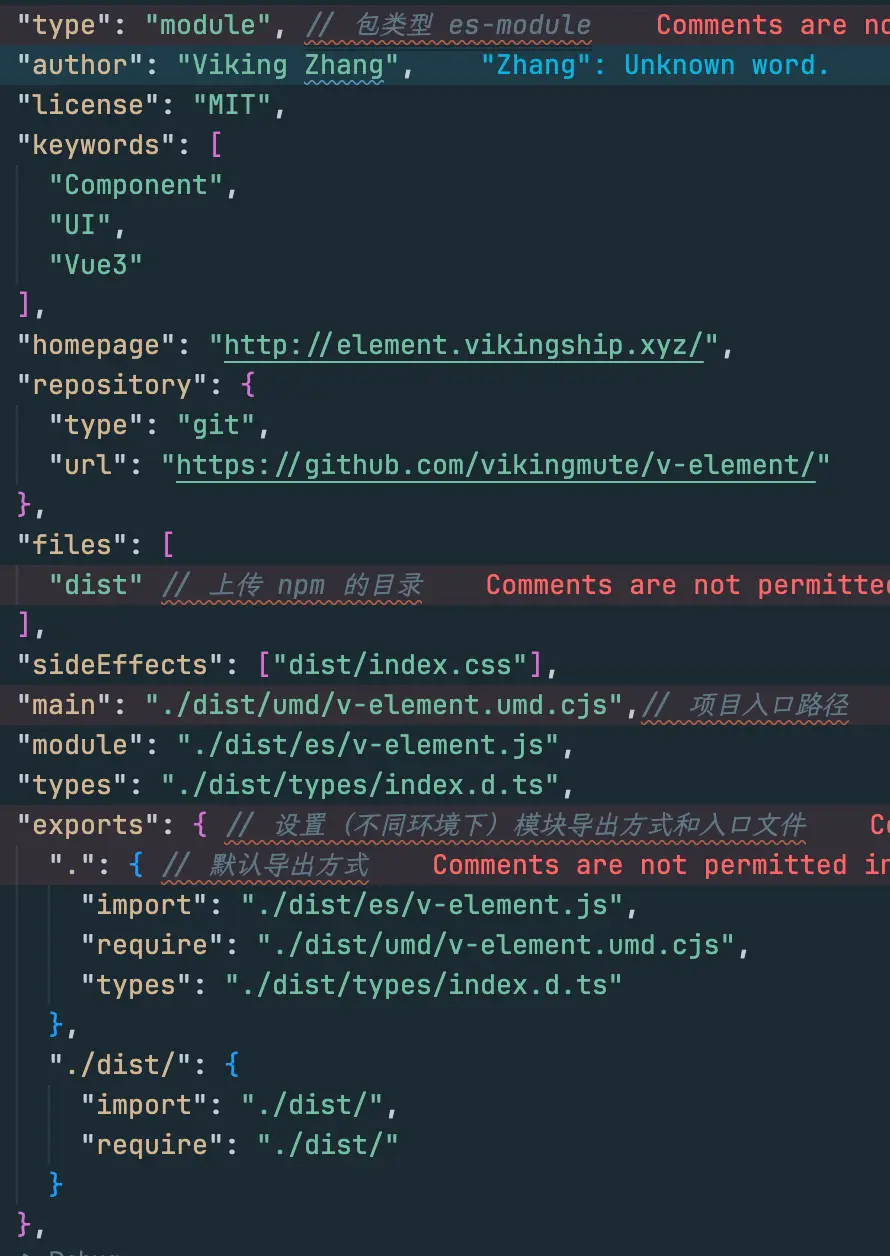 "type": "module", // 包类型 es-module Comments are no
"author": "Viking Zhang", "Zhang": Unknown word.
"license": "MIT",
"keywords": [
"Component",
"UI",
"Vue3"
],
"homepage": "http://element.vikingship.xyz/",
"repository": {
"type": "git",
"url": "https://github.com/vikingmute/v-element/"
},
"files": [
"dist" // 上传 npm 的目录 Comments are not permitted
],
"sideEffects": ["dist/index.css"],
"main": "./dist/umd/v-element.umd.cjs",// 项目入口路径
"module": "./dist/es/v-element.js",
"types": "./dist/types/index.d.ts",
"exports": { // 设置（不同环境下）模块导出方式和入口文件 Co
".": { // 默认导出方式 Comments are not permitted in
"import": "./dist/es/v-element.js",
"require": "./dist/umd/v-element.umd.cjs",
"types": "./dist/types/index.d.ts"
},
"./dist/": {
"import": "./dist/",
"require": "./dist/"
}
},